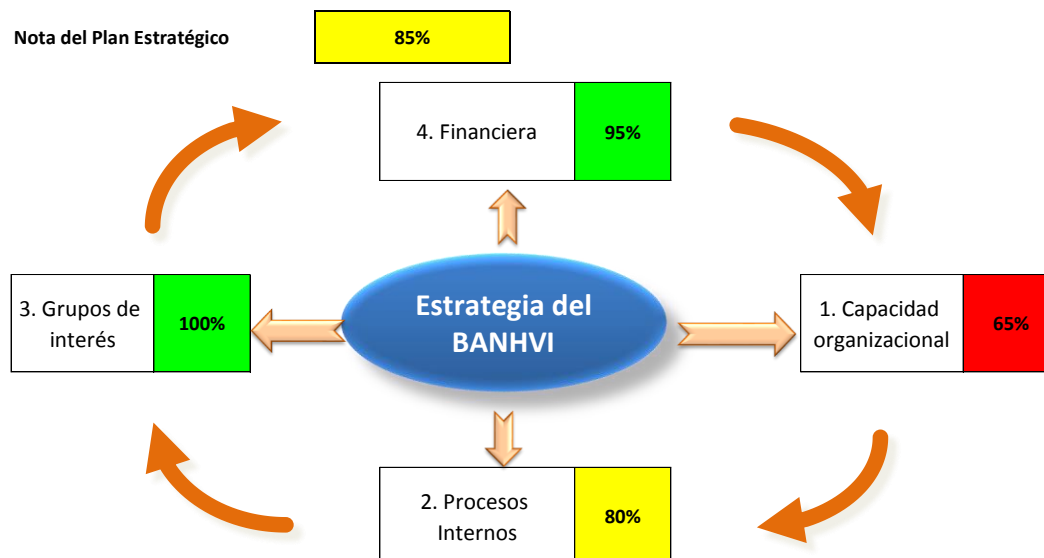 Nota del Plan Estratégico
85%
4. Financiera
95%
3. Grupos de
interés
100%
Estrategia del
BANHVI
1. Capacidad
organizacional
65%
2. Procesos
Internos
80%